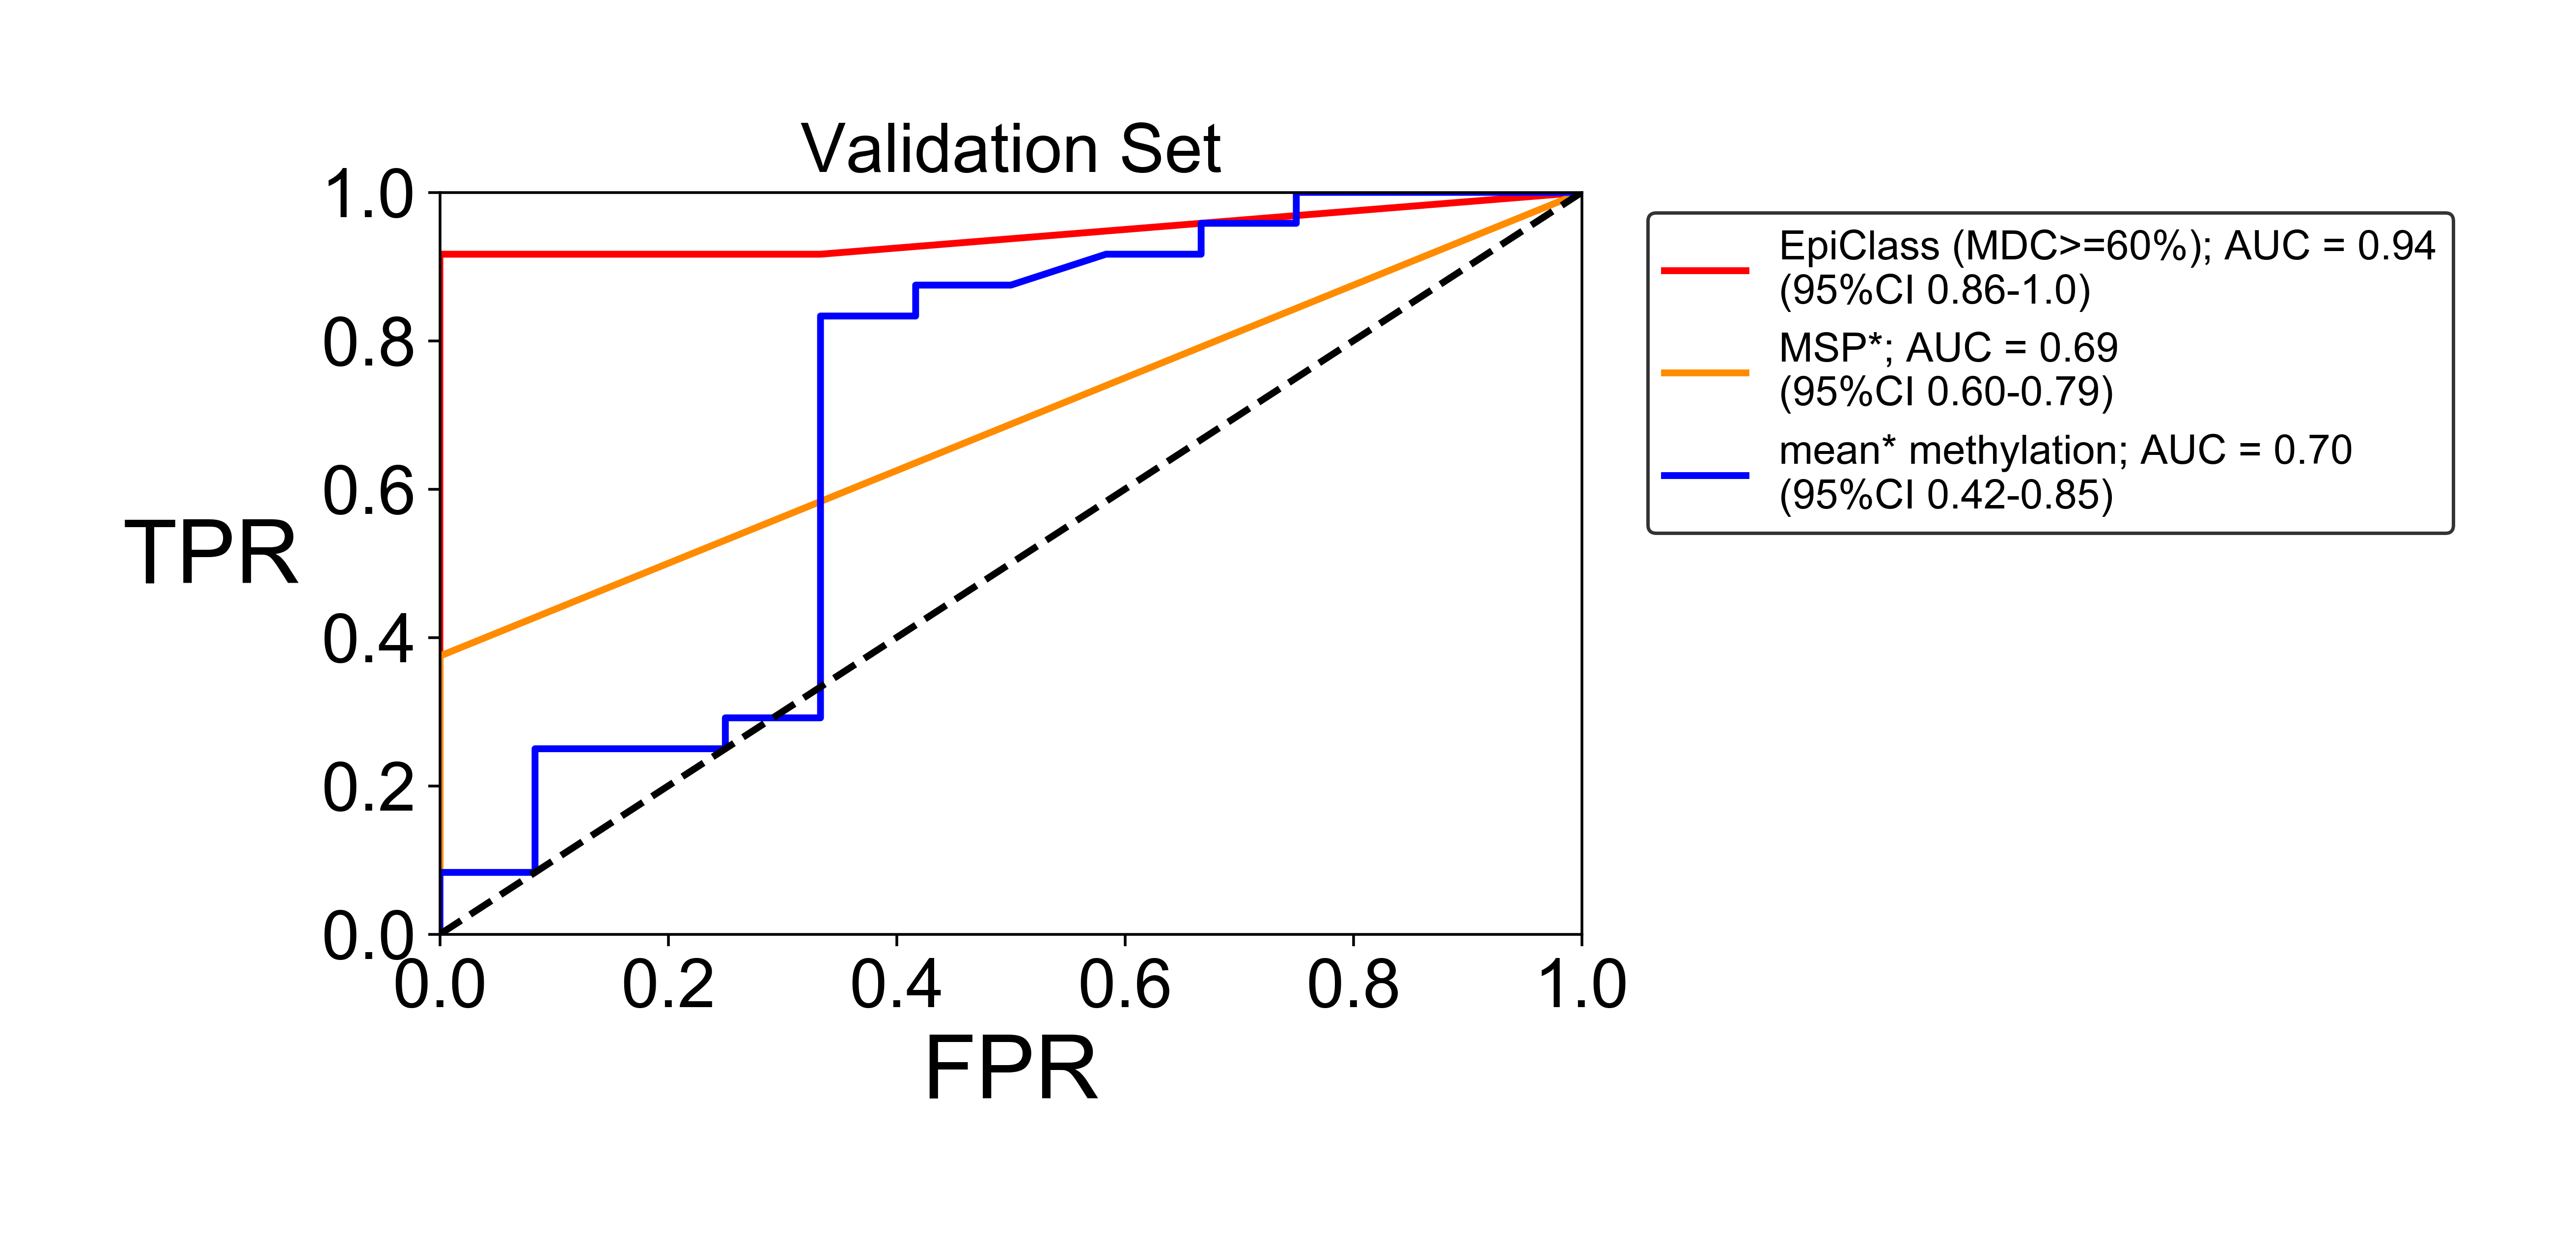 Validation Set
1.0
0.8
0.6
0.4
0.2
0.0
TPR
0.0 0.2 0.4 0.6 0.8 1.0
FPR
EpiClass (MDC>=60%); AUC = 0.94
(95%CI 0.86-1.0)
MSP*; AUC = 0.69
(95%CI 0.60-0.79)
mean* methylation; AUC = 0.70
(95%CI 0.42-0.85)